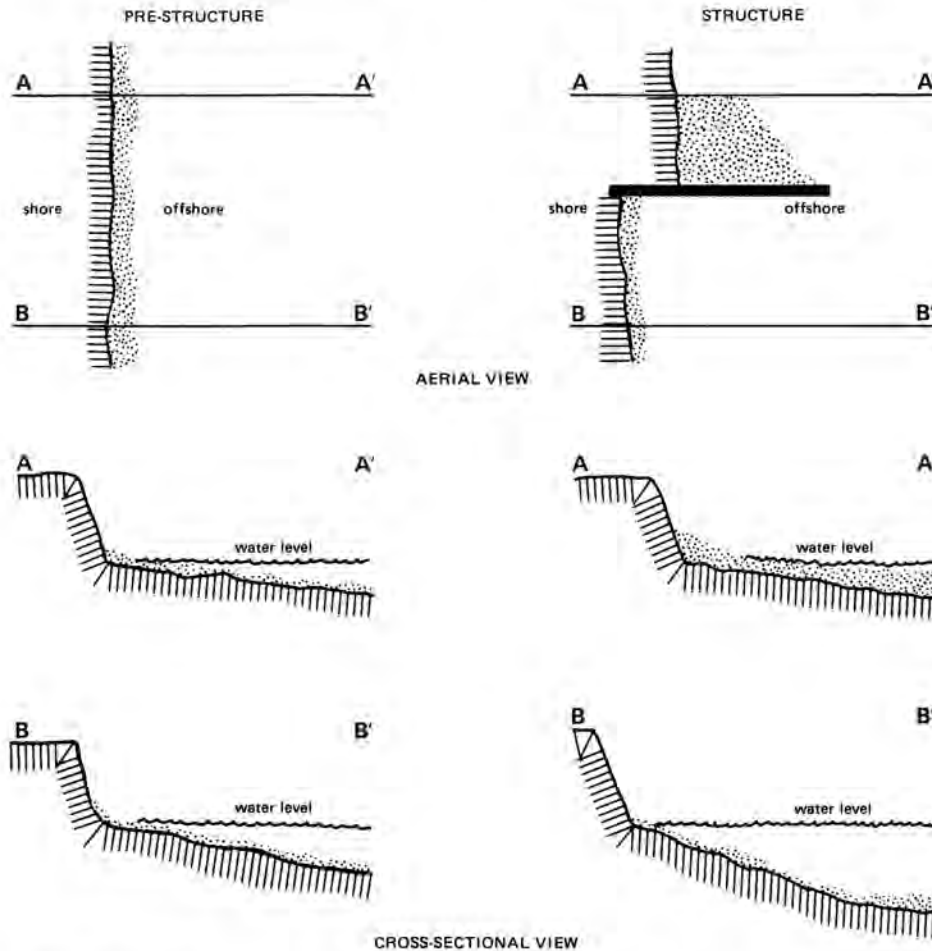 PRE-STRUCTURE
STRUCTURE
A A' A A'
shore offshore
shore offshore
B B' B B'
AERIAL VIEW
A A' A A
water level
water level
B B' B B'
water level
water level
CROSS-SECTIONAL VIEW